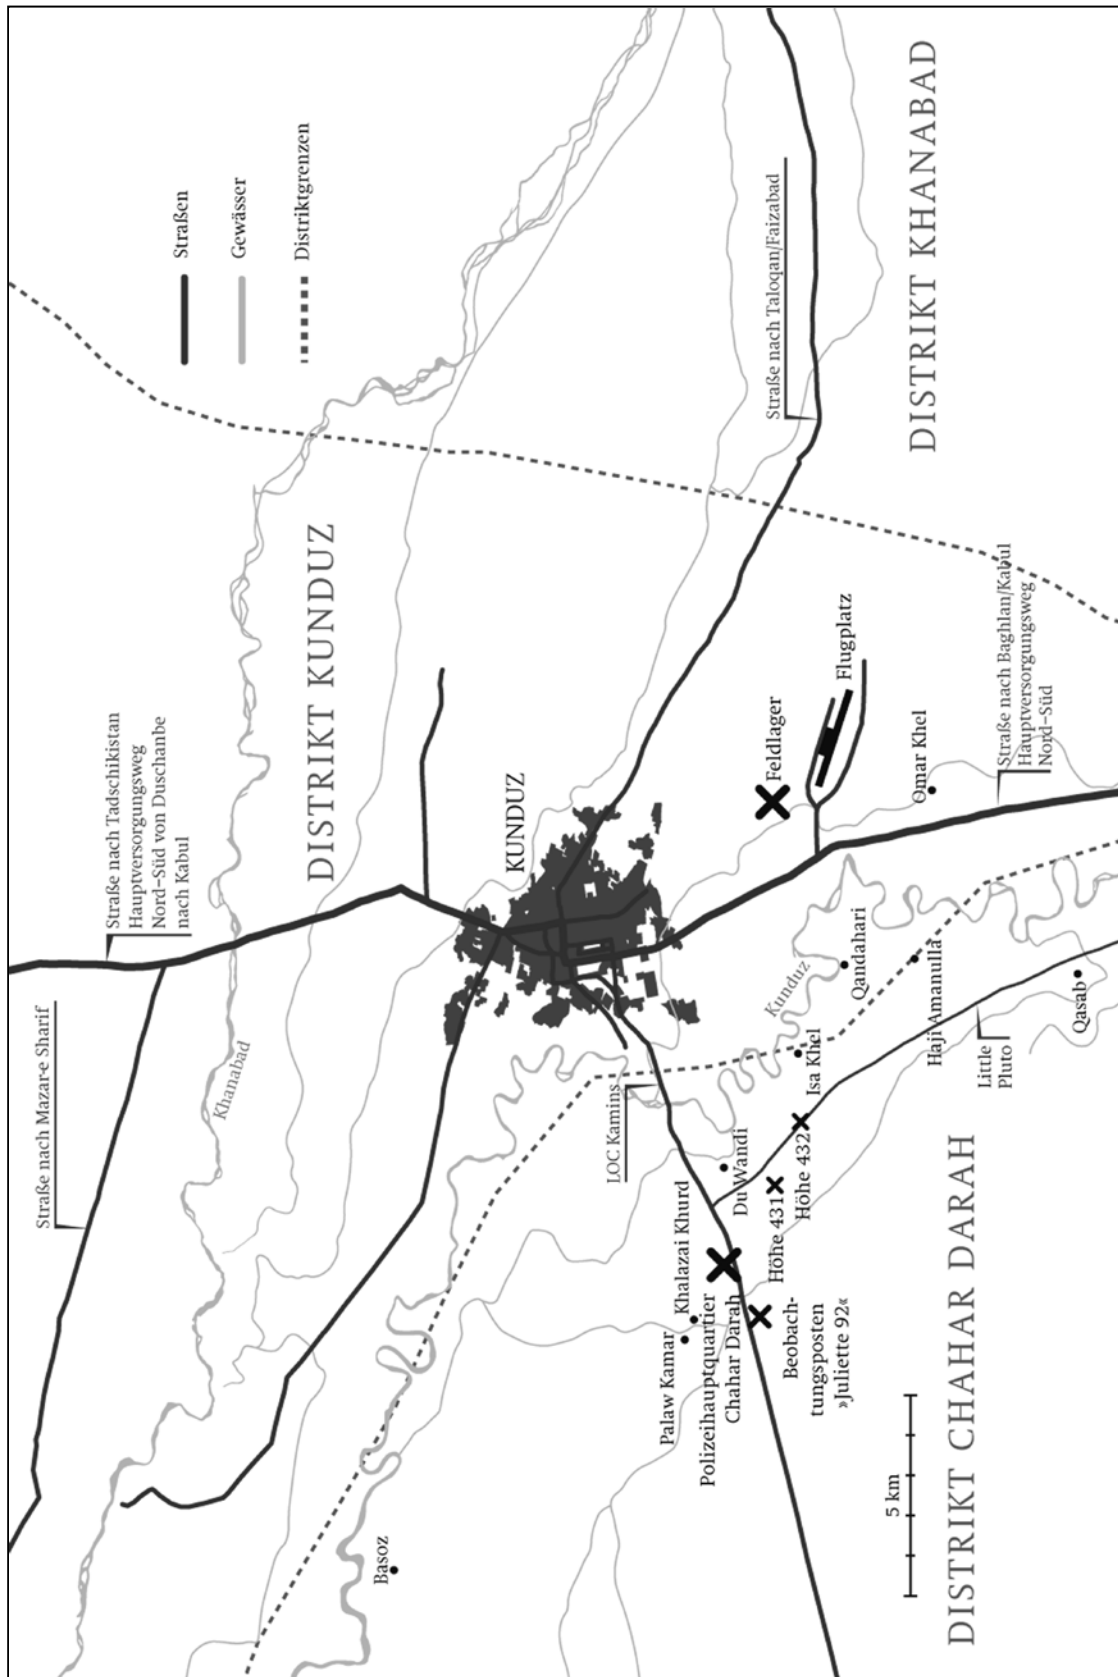 Straße nach Mazar-e Sharif
Straße nach Tadschikistan
Hauptversorgungsweg
Nord–Süd von Duschanbe
nach Kabul
Straßen
Gewässer
Distriktgrenzen
Khanabad
DISTRIKT KUNDUZ
KUNDUZ
Basoz
LOC Kamins
Palaw Kamar
Khalazai Khurd
Polizeihauptquartier
Chahar Darah
Du Wandi
Höhe 431
Höhe 432
Beobach-
tungsposten
»Juliette 92«
Isa Khel
Kunduz
Qandahari
Haji Amanulla
Little
Pluto
Qasab
Feldlager
Flugplatz
Omar Khel
Straße nach Baghlan/Kabul
Hauptversorgungsweg
Nord–Süd
Straße nach Taloqan/Faizabad
DISTRIKT KHANABAD
5 km
DISTRIKT CHAHAR DARAH